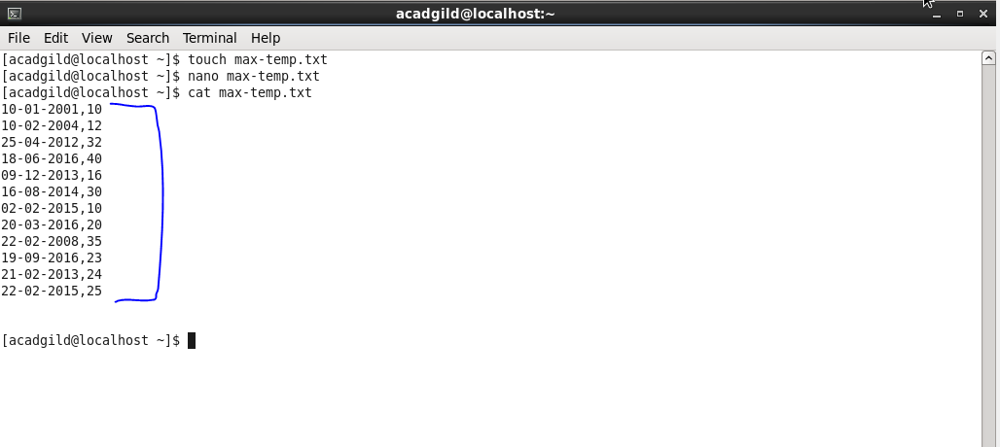 acadgild@localhost:~
File Edit View Search Terminal Help
[acadgild@localhost ~]$ touch max-temp.txt
[acadgild@localhost ~]$ nano max-temp.txt
[acadgild@localhost ~]$ cat max-temp.txt
10-01-2001,10
10-02-2004,12
25-04-2012,32
18-06-2016,40
09-12-2013,16
16-08-2014,30
02-02-2015,10
20-03-2016,20
22-02-2008,35
19-09-2016,23
21-02-2013,24
22-02-2015,25
[acadgild@localhost ~]$